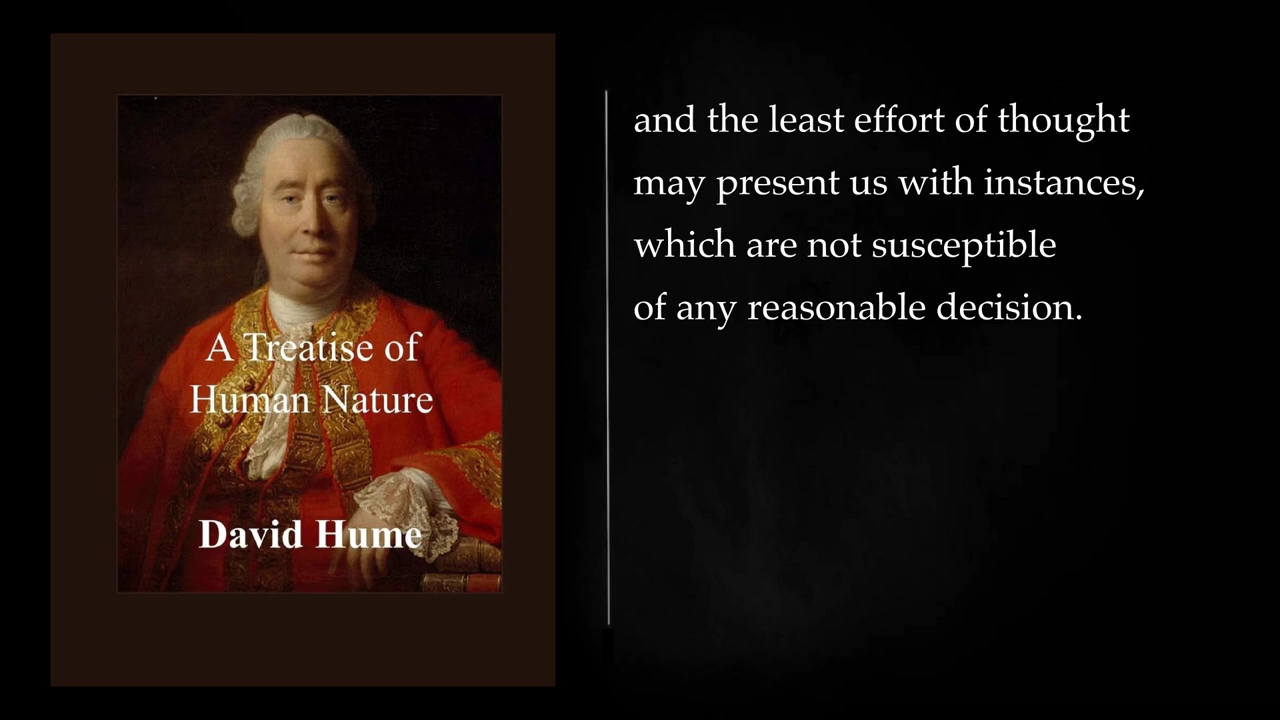 A Treatise of
Human Nature
David Hume
and the least effort of thought
may present us with instances,
which are not susceptible
of any reasonable decision.